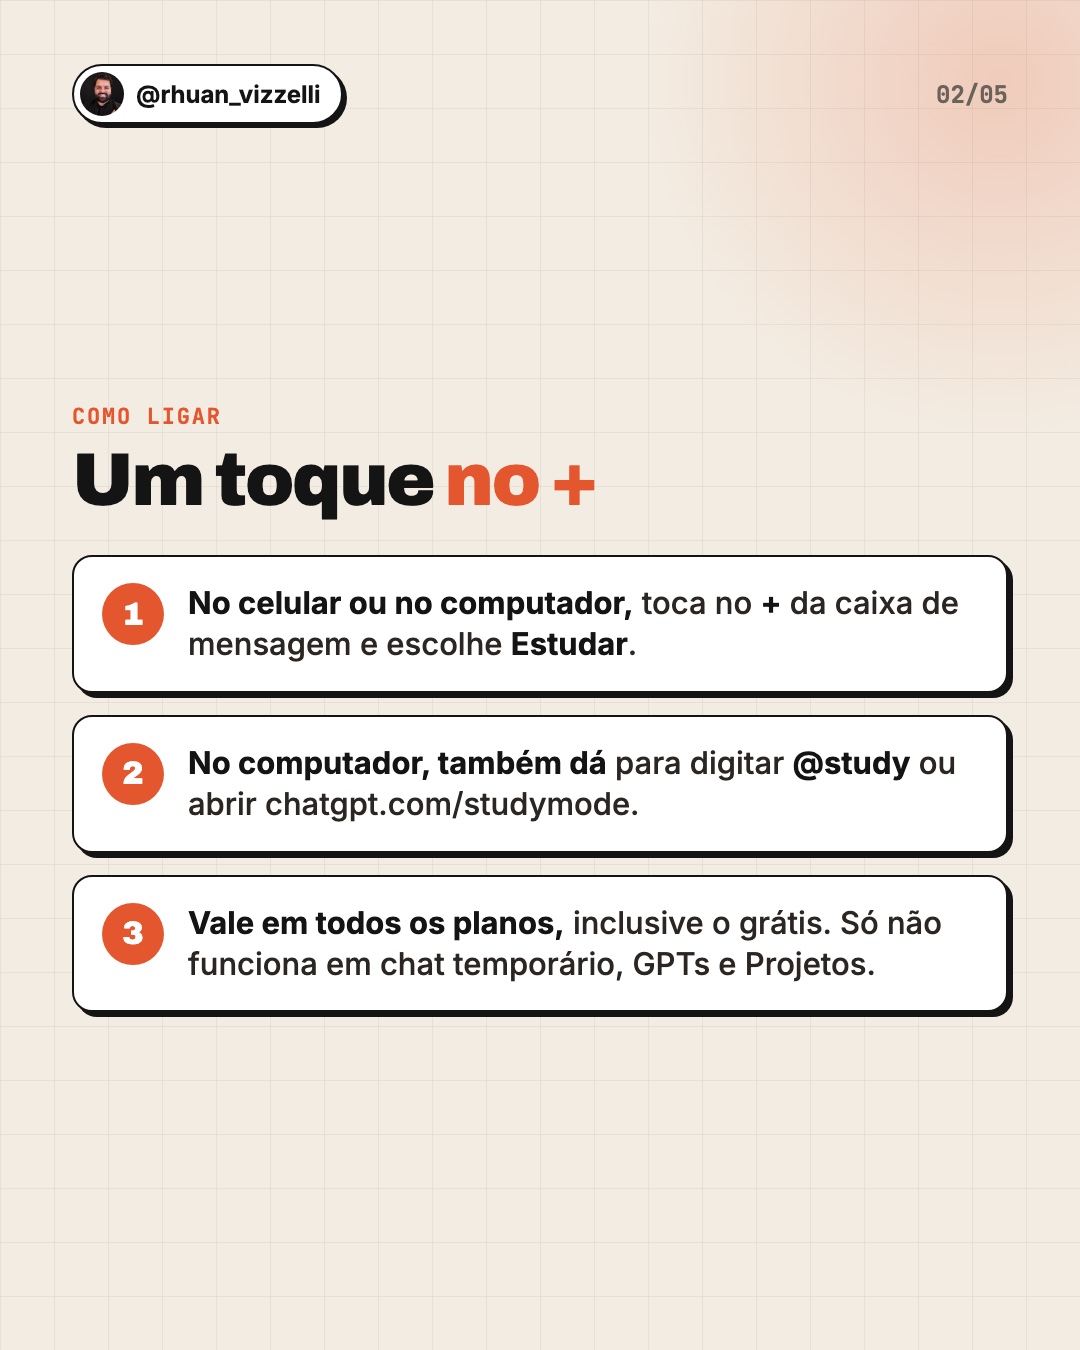 @rhuan_vizzelli
02/05
COMO LIGAR
Um toque no +
1
No celular ou no computador, toca no + da caixa de
mensagem e escolhe Estudar.
2
No computador, também dá para digitar @study ou
abrir chatgpt.com/studymode.
3
Vale em todos os planos, inclusive o grátis. Só não
funciona em chat temporário, GPTs e Projetos.